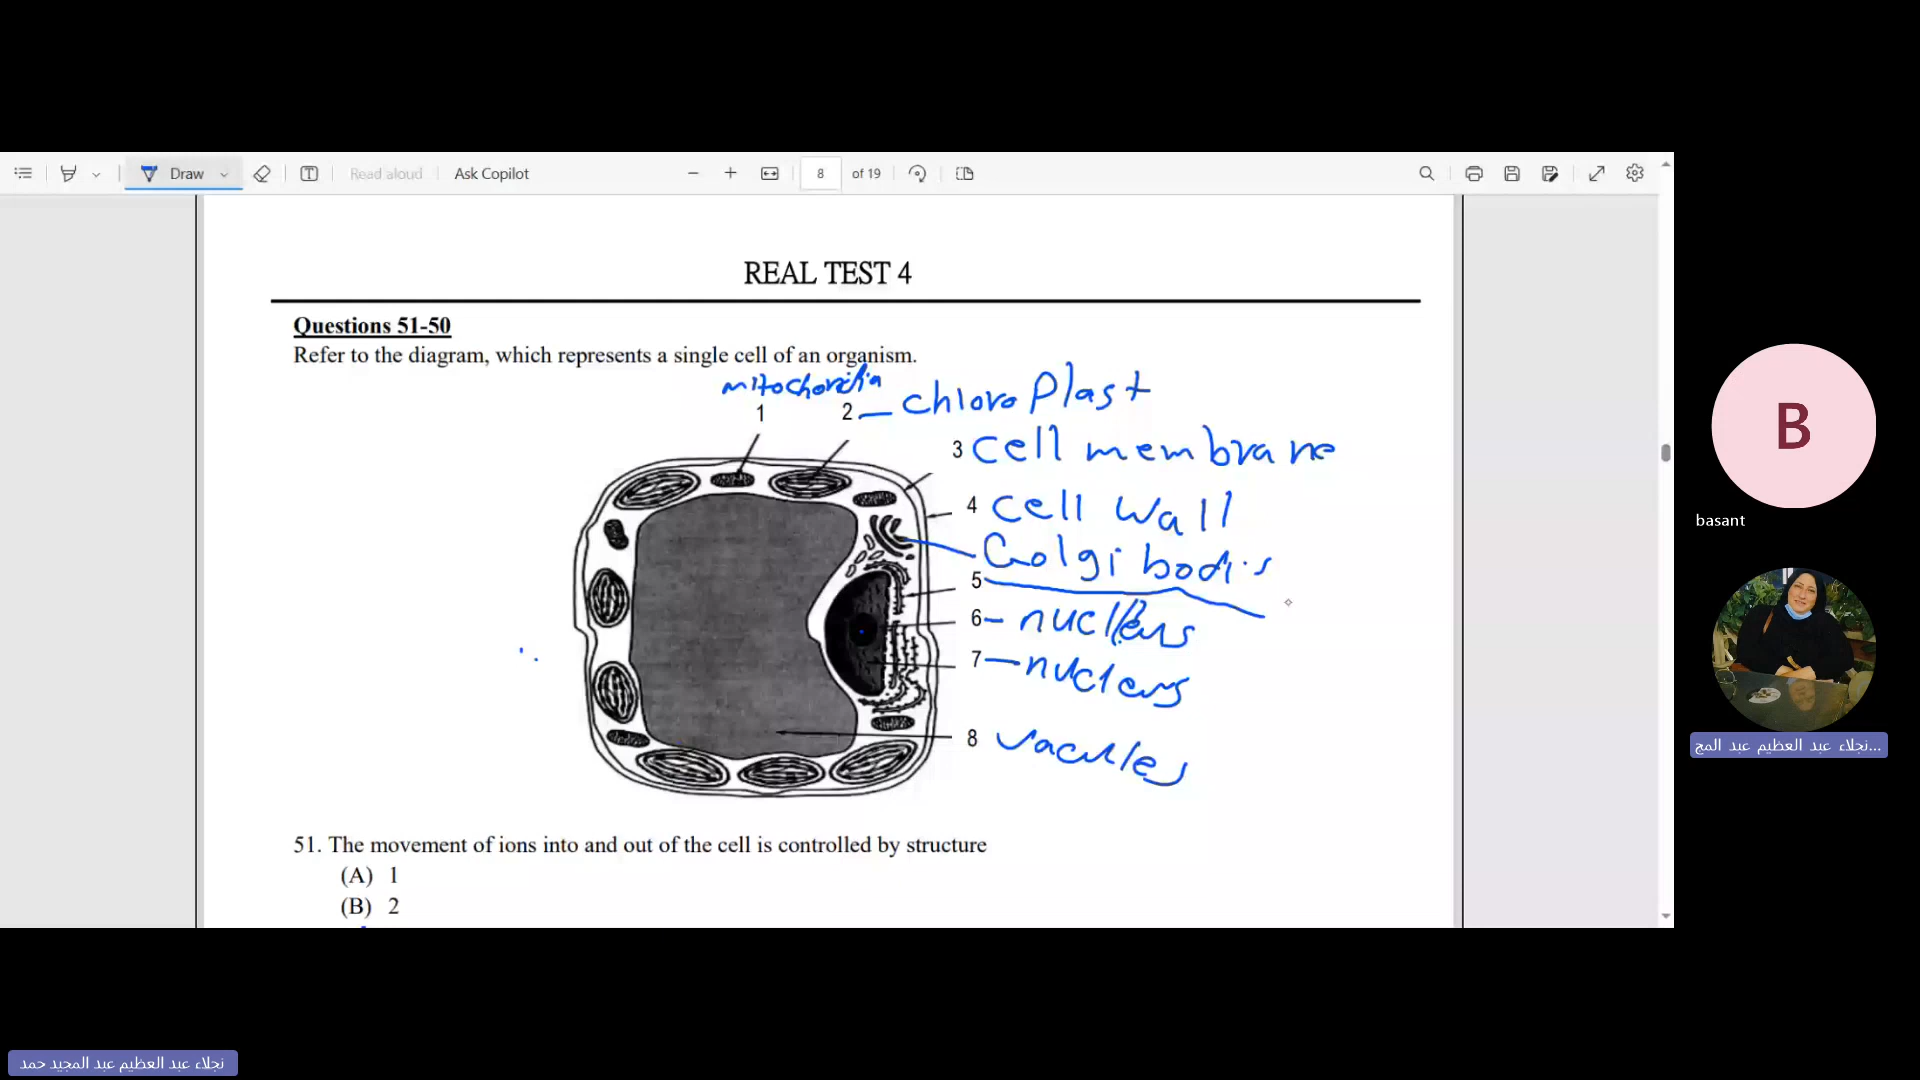 Draw
Read aloud
Ask Copilot
8 of 19
REAL TEST 4
Questions 51-50
Refer to the diagram, which represents a single cell of an organism.
mitochondria
1
2 chloroplast
3 cell membrane
4 cell wall
Golgi bodis
5
6 
7 nucleus
8
51. The movement of ions into and out of the cell is controlled by structure
(A) 1
(B) 2
B
basant
نجلاء عبد العظيم عبد المج...
نجلاء عبد العظيم عبد المجيد حمد